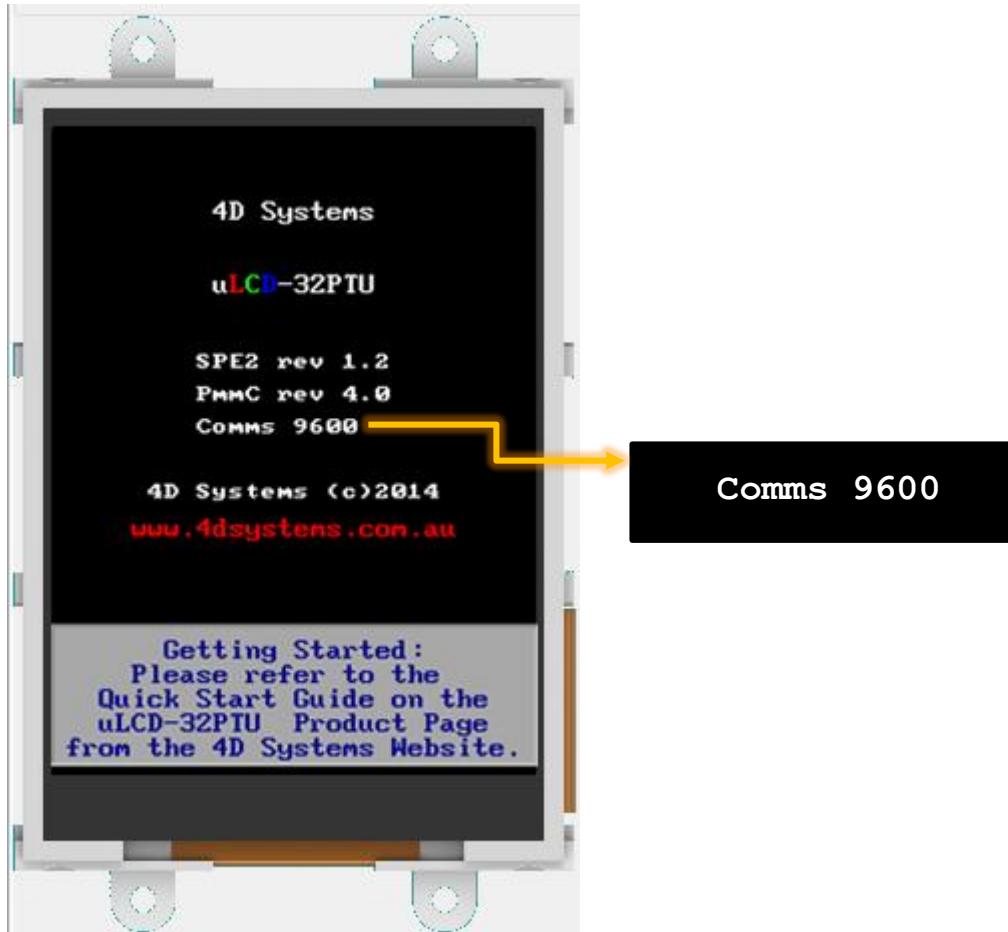 4D Systems
uLCD-32PTU
SPE2 rev 1.2
PmmC rev 4.0
Comms 9600
4D Systems (c)2014
www.4dsystems.com.au
Getting Started:
Please refer to the
Quick Start Guide on the
uLCD-32PTU Product Page
from the 4D Systems Website.
Comms 9600